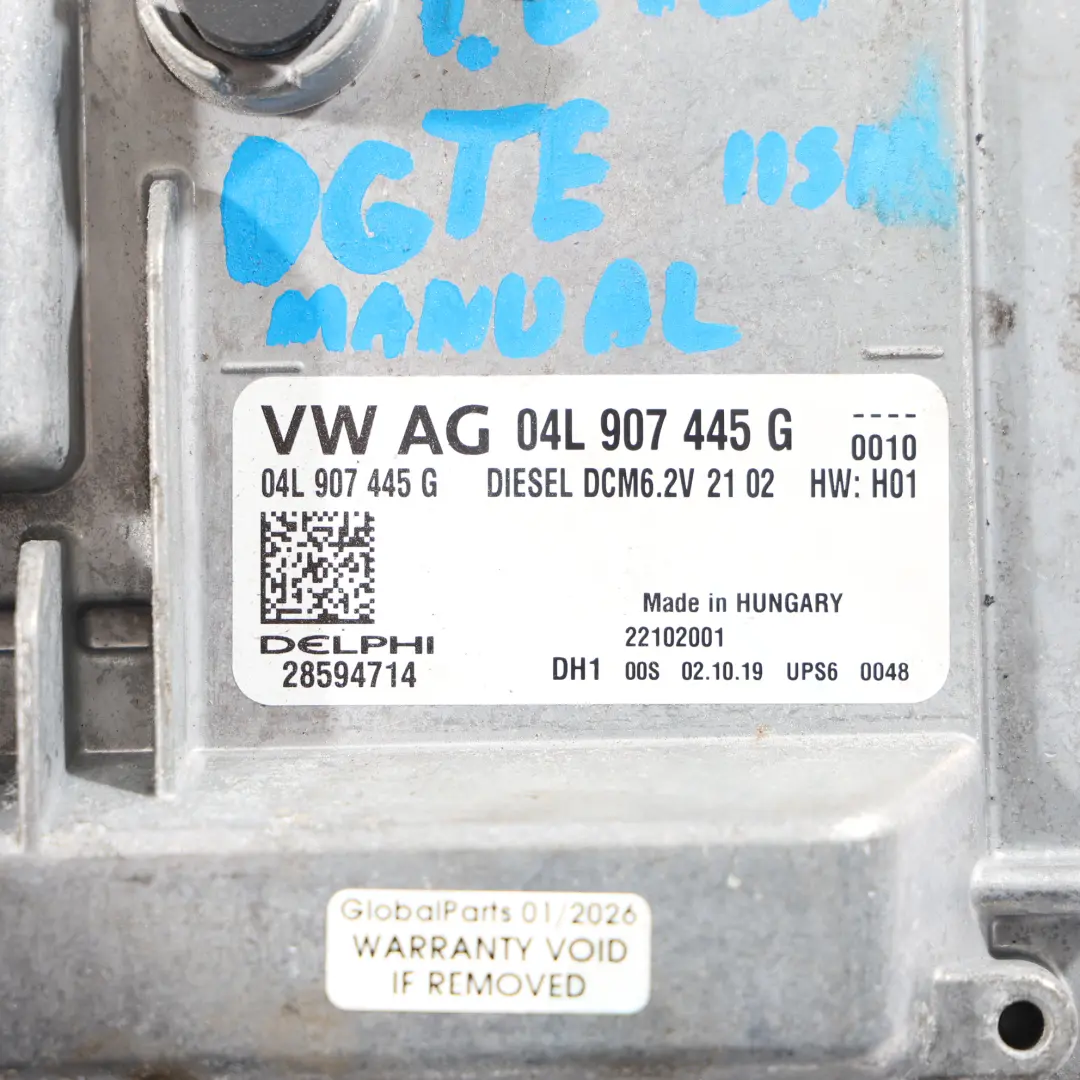 DGTE
MANUAL
VW AG 04L 907 445 G ----
0010
04L 907 445 G DIESEL DCM6.2V 21 02 HW: H01
Made in HUNGARY
DELPHI 22102001
28594714 DH1 00S 02.10.19 UPS6 0048
GlobalParts 01/2026
WARRANTY VOID
IF REMOVED